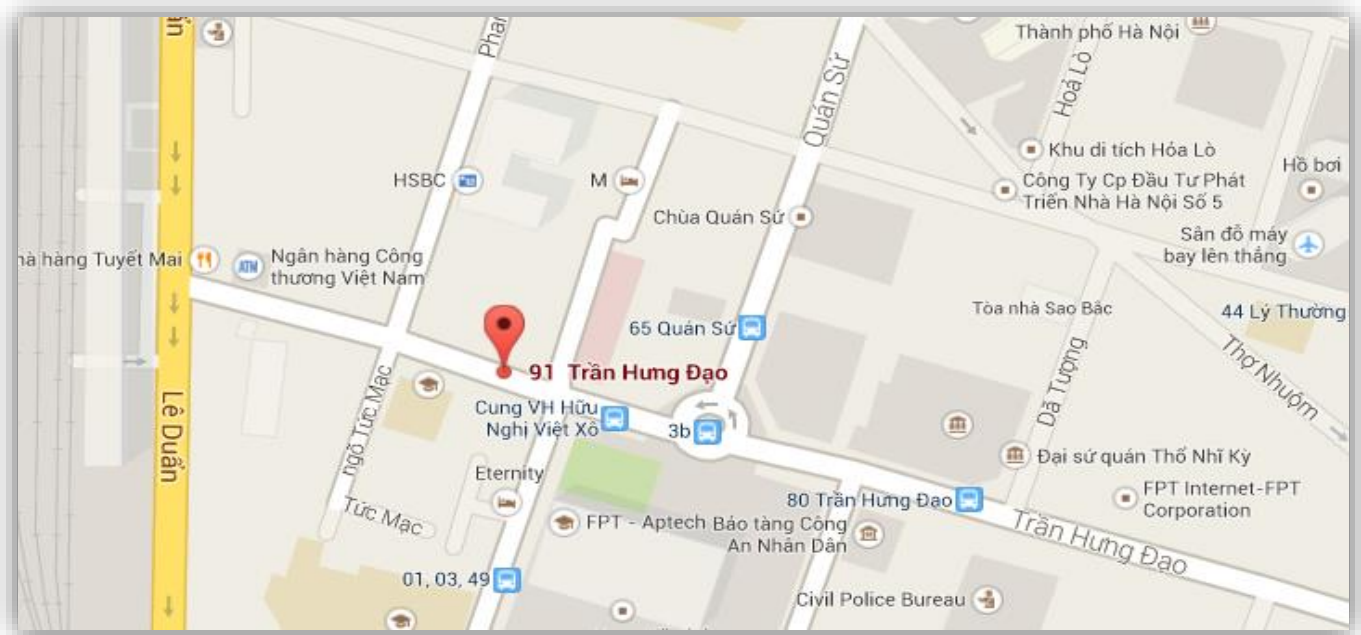 ẩn
Phan
Thành phố Hà Nội
Quán Sứ
Hoả Lò
Khu di tích Hỏa Lò
Hồ bơi
HSBC
M
Công Ty Cp Đầu Tư Phát
Triển Nhà Hà Nội Số 5
Chùa Quán Sứ
Sân đỗ máy
bay lên thẳng
hà hàng Tuyết Mai
ATM
Ngân hàng Công
thương Việt Nam
Tòa nhà Sao Bắc
44 Lý Thường
65 Quán Sứ
Thợ Nhuộm
91 Trần Hưng Đạo
Dã Tượng
Lê Duẩn
ngõ Tức Mạc
Cung VH Hữu
Nghị Việt Xô
3b
Đại sứ quán Thổ Nhĩ Kỳ
Eternity
80 Trần Hưng Đạo
FPT Internet-FPT
Corporation
Tức Mạc
FPT - Aptech
Bảo tàng Công
An Nhân Dân
Trần Hưng Đạo
01, 03, 49
Civil Police Bureau